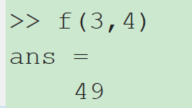 >> f(3,4)
ans =
49